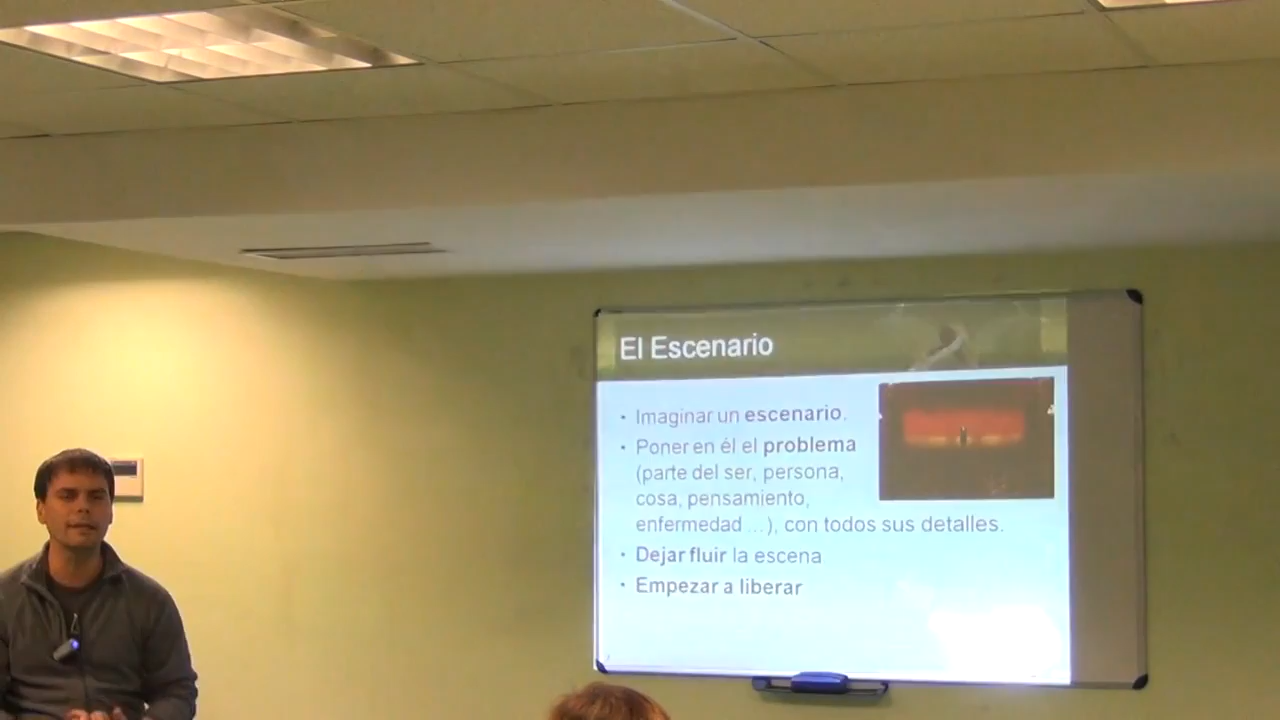 El Escenario
• Imaginar un escenario.
• Poner en él el problema
(parte del ser, persona,
cosa, pensamiento,
enfermedad ...), con todos sus detalles.
• Dejar fluir la escena
• Empezar a liberar